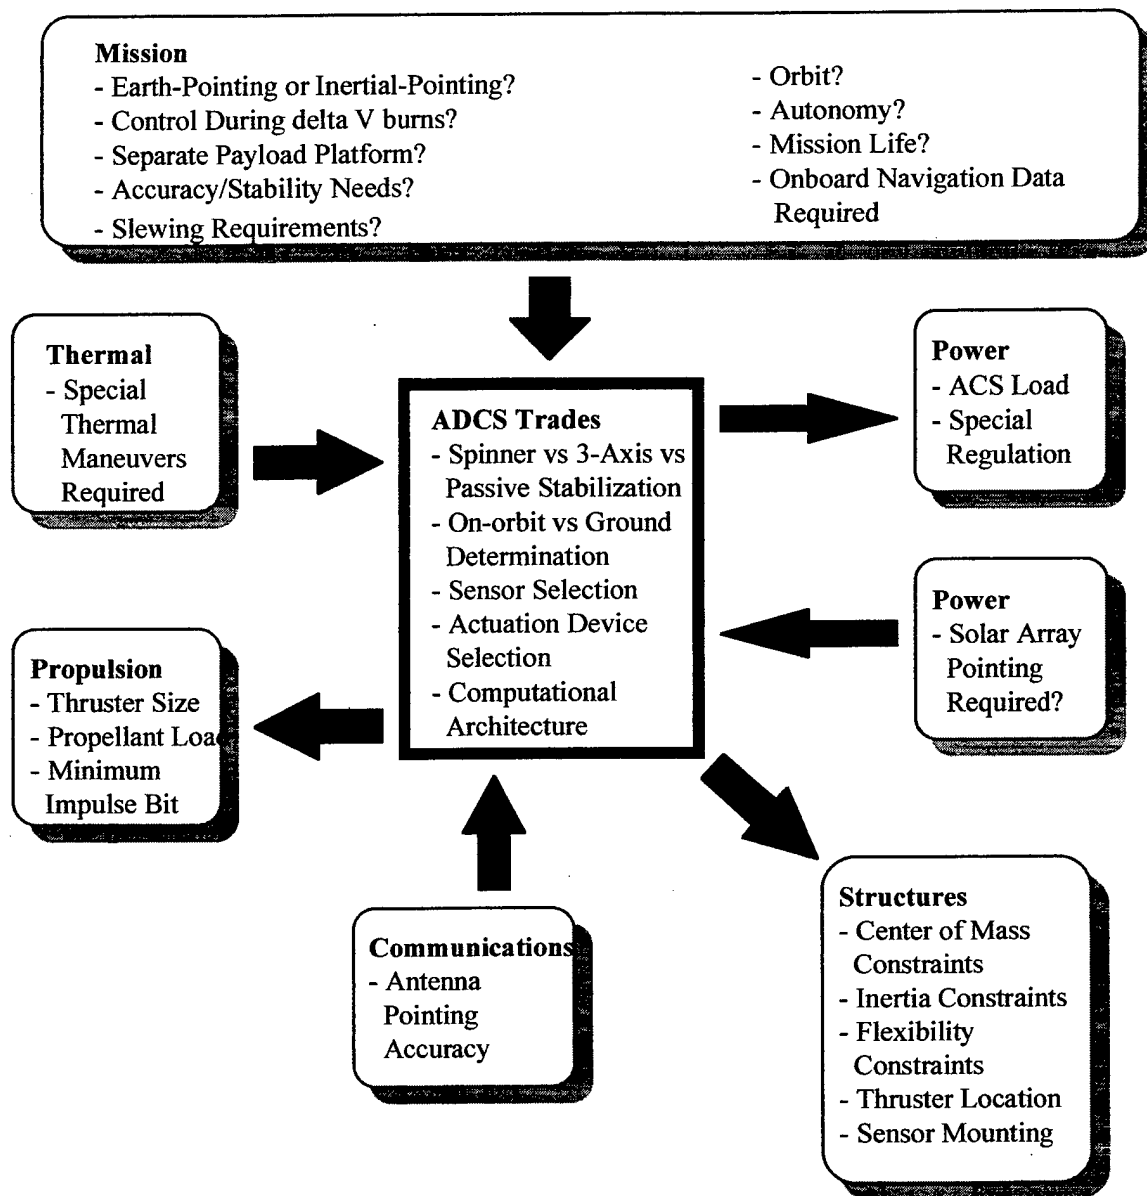 Mission
- Earth-Pointing or Inertial-Pointing?
- Control During delta V burns?
- Separate Payload Platform?
- Accuracy/Stability Needs?
- Slewing Requirements?
- Orbit?
- Autonomy?
- Mission Life?
- Onboard Navigation Data
Required
Thermal
- Special
Thermal
Maneuvers
Required
ADCS Trades
- Spinner vs 3-Axis vs
Passive Stabilization
- On-orbit vs Ground
Determination
- Sensor Selection
- Actuation Device
Selection
- Computational
Architecture
Power
- ACS Load
- Special
Regulation
Power
- Solar Array
Pointing
Required?
Propulsion
- Thruster Size
- Propellant Load
- Minimum
Impulse Bit
Communications
- Antenna
Pointing
Accuracy
Structures
- Center of Mass
Constraints
- Inertia Constraints
- Flexibility
Constraints
- Thruster Location
- Sensor Mounting